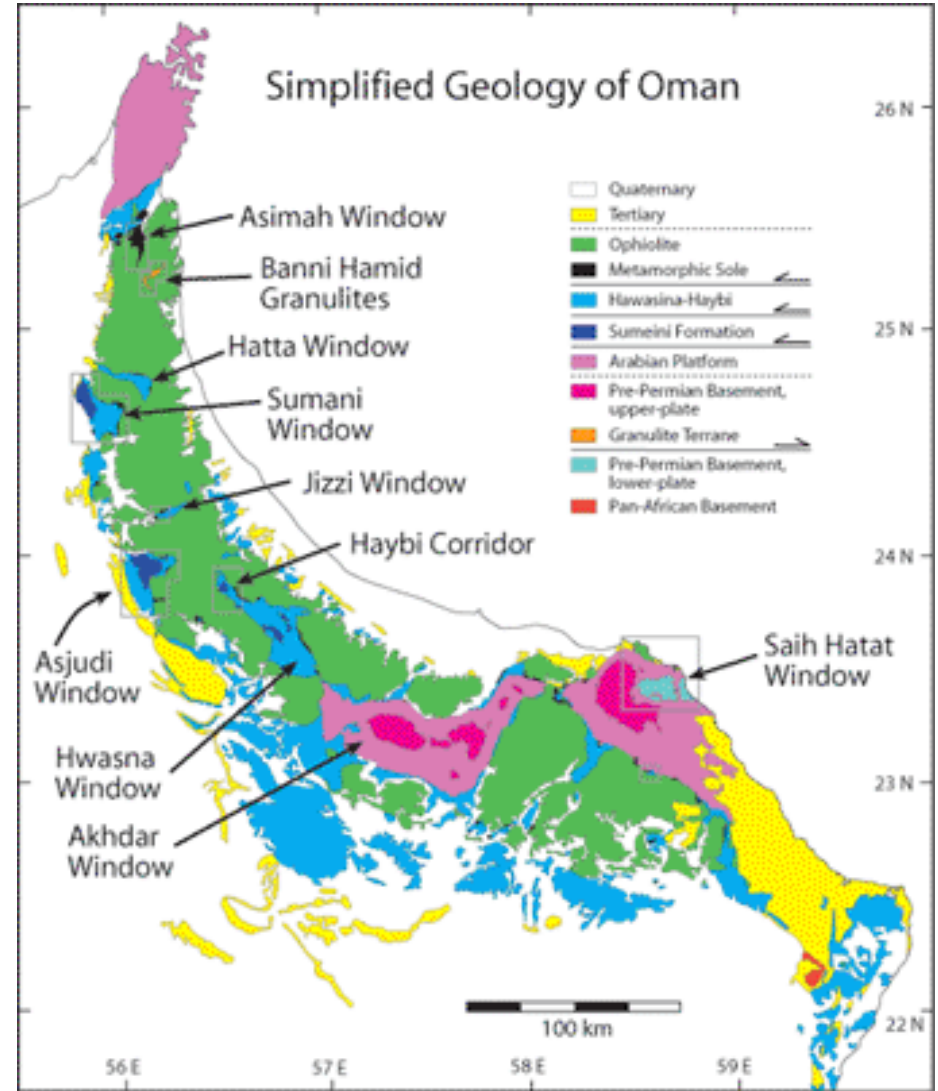 Simplified Geology of Oman
26 N
Quaternary
Tertiary
Ophiolite
Metamorphic Sole
Hawasina-Haybi
Sumeini Formation
Arabian Platform
Pre-Permian Basement,
upper-plate
Granulite Terrane
Pre-Permian Basement,
lower-plate
Pan-African Basement
Asimah Window
Banni Hamid
Granulites
25 N
Hatta Window
Sumani
Window
Jizzi Window
Haybi Corridor
24 N
Asjudi
Window
Saih Hatat
Window
Hwasna
Window
23 N
Akhdar
Window
100 km
22 N
56 E
57 E
58 E
59 E